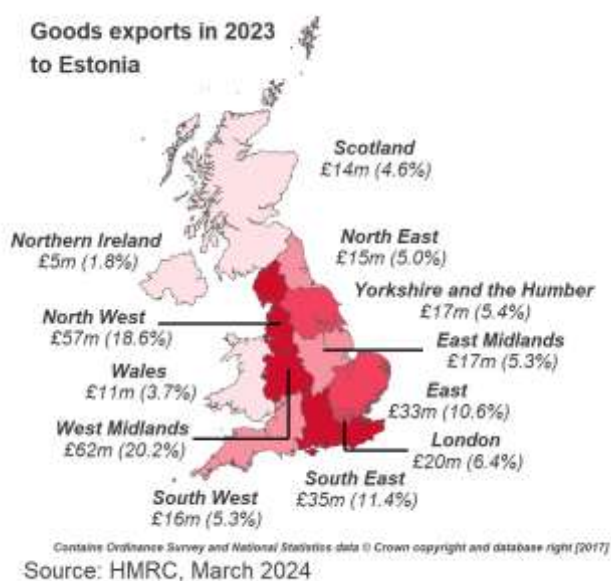 Goods exports in 2023
to Estonia
Scotland
£14m (4.6%)
Northern Ireland
£5m (1.8%)
North East
£15m (5.0%)
Yorkshire and the Humber
£17m (5.4%)
North West
£57m (18.6%)
East Midlands
£17m (5.3%)
Wales
£11m (3.7%)
East
£33m (10.6%)
West Midlands
£62m (20.2%)
London
£20m (6.4%)
South East
£35m (11.4%)
South West
£16m (5.3%)
Contains Ordinance Survey and National Statistics data © Crown copyright and database right [2017]
Source: HMRC, March 2024